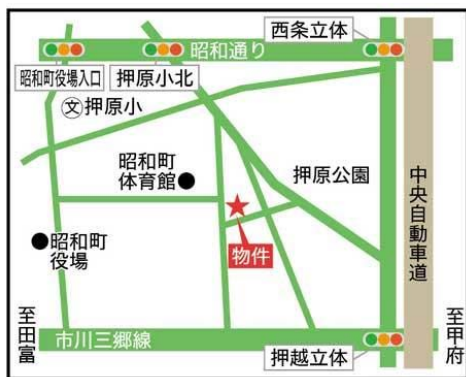 西条立体
昭和通り
昭和町役場入口
押原小北
文
押原小
昭和町
体育館
押原公園
中央自動車道
物件
昭和町
役場
至田富
市川三郷線
至甲府
押越立体